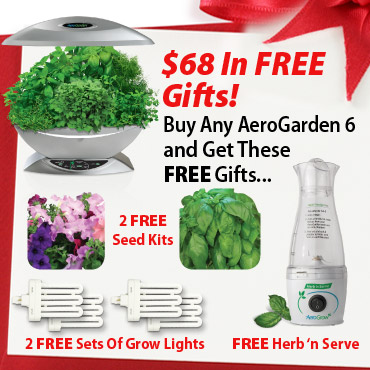 $68 In FREE
Gifts!
Buy Any AeroGarden 6
and Get These
FREE Gifts...
2 FREE
Seed Kits
2 FREE Sets Of Grow Lights
FREE Herb 'n Serve
AeroGrow